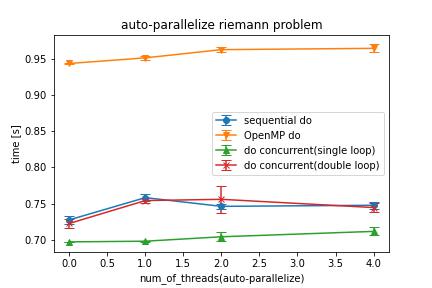 auto-parallelize riemann problem
time [s]
0.95
0.90
0.85
0.80
0.75
0.70
sequential do
OpenMP do
do concurrent(single loop)
do concurrent(double loop)
0.0 0.5 1.0 1.5 2.0 2.5 3.0 3.5 4.0
num_of_threads(auto-parallelize)